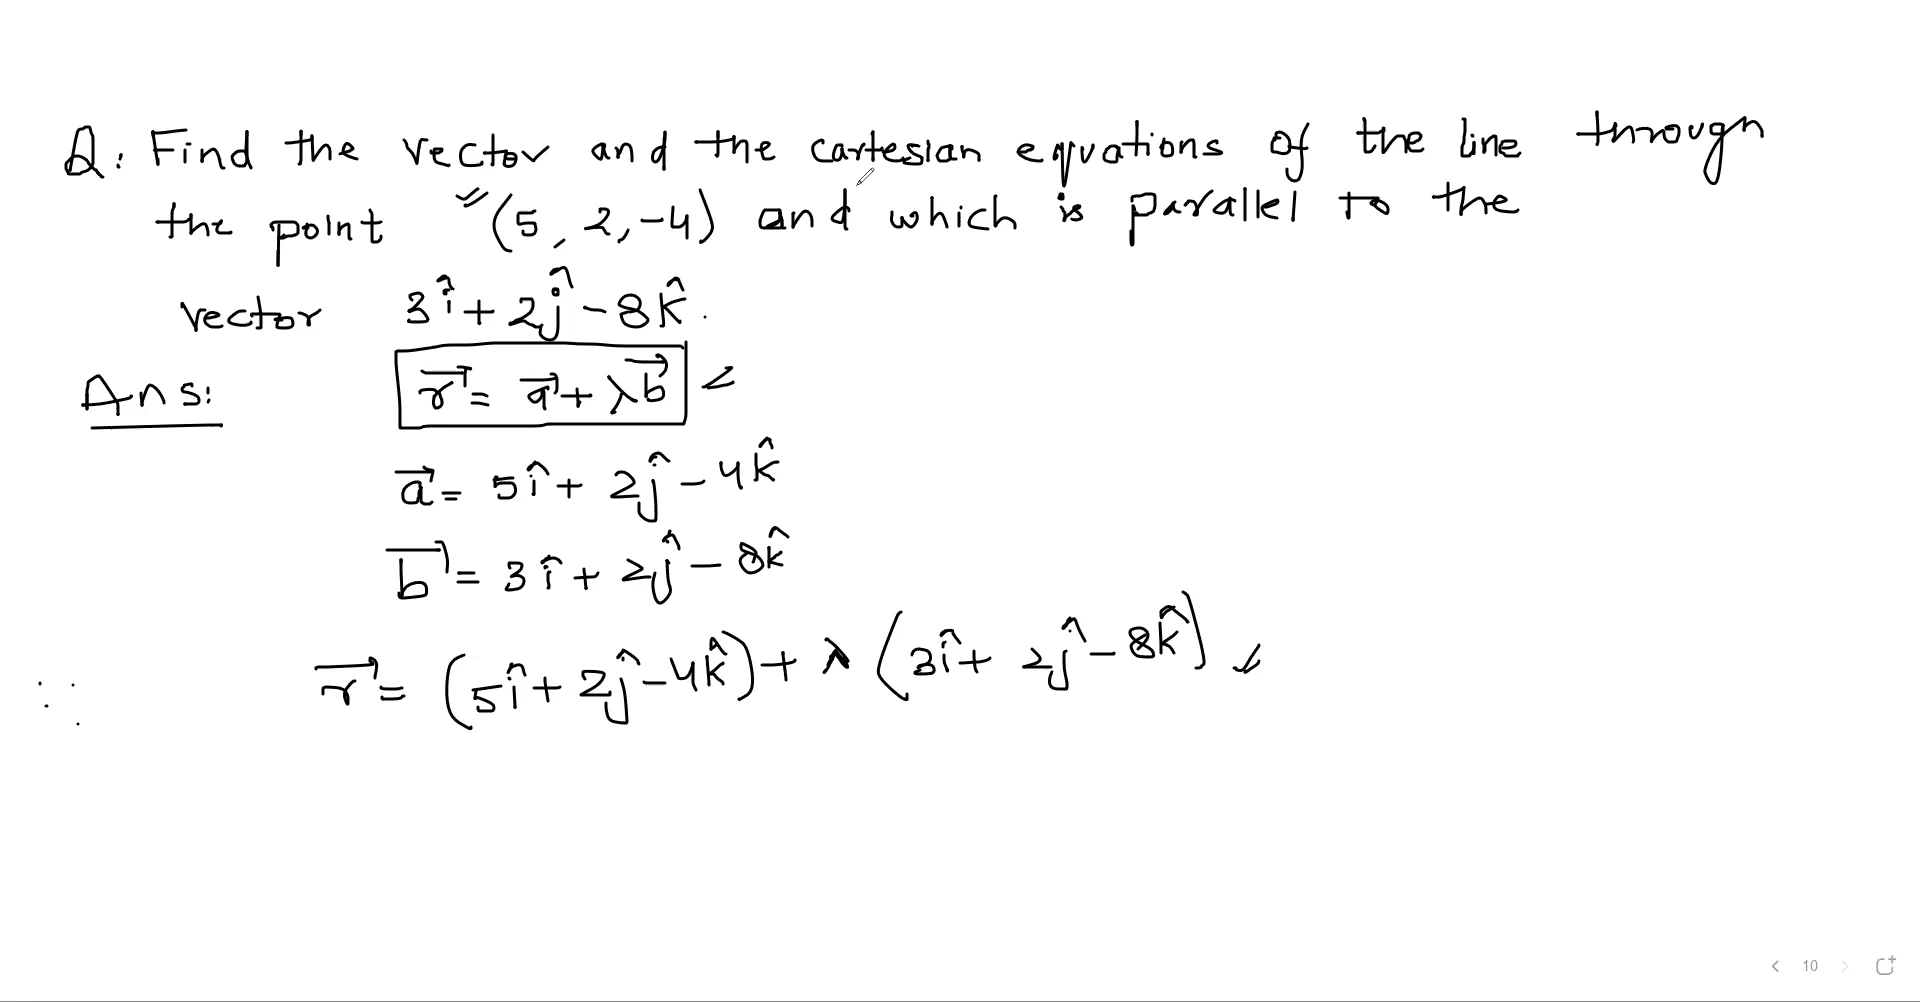 Q: Find the vector and the cartesian equations of the line through
the point (5, 2, -4) and which is parallel to the
vector 3î + 2ĵ - 8k̂.
Ans: r⃗ = a⃗ + λb⃗
a⃗ = 5î + 2ĵ - 4k̂
b⃗ = 3î + 2ĵ - 8k̂
r⃗ = (5î + 2ĵ - 4k̂) + λ (3î + 2ĵ - 8k̂)
10